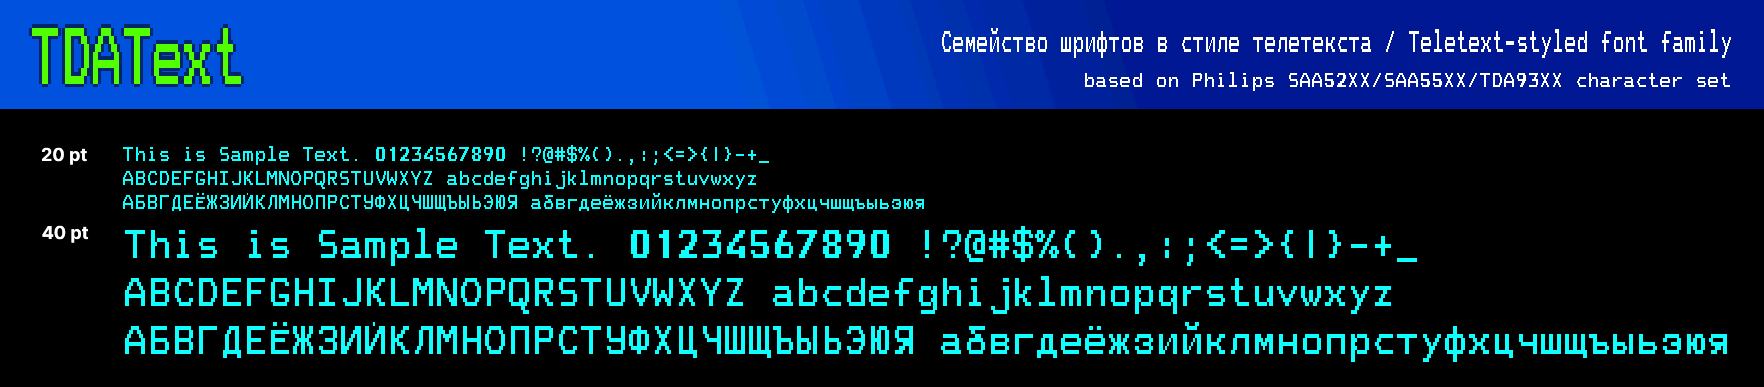 TDAText
Семейство шрифтов в стиле телетекста / Teletext-styled font family
based on Philips SAA52XX/SAA55XX/TDA93XX character set
20 pt
This is Sample Text. 01234567890 !?@#$%().,:;<=>{|}-+_
ABCDEFGHIJKLMNOPQRSTUVWXYZ abcdefghijklmnopqrstuvwxyz
АБВГДЕЁЖЗИЙКЛМНОПРСТУФХЦЧШЩЪЫЬЭЮЯ абвгдеёжзийклмнопрстуфхцчшщъыьэюя
40 pt
This is Sample Text. 01234567890 !?@#$%().,:;<=>{|}-+_
ABCDEFGHIJKLMNOPQRSTUVWXYZ abcdefghijklmnopqrstuvwxyz
АБВГДЕЁЖЗИЙКЛМНОПРСТУФХЦЧШЩЪЫЬЭЮЯ абвгдеёжзийклмнопрстуфхцчшщъыьэюя